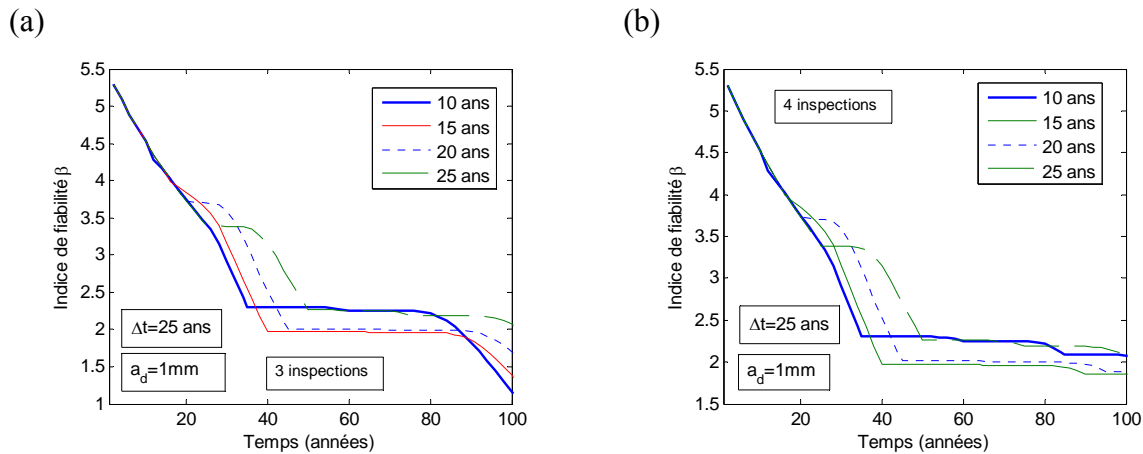 (a)
5.5
5
4.5
4
3.5
3
2.5
2
1.5
1
20
40
60
80
100
Indice de fiabilité β
Temps (années)
10 ans
15 ans
20 ans
25 ans
Δt=25 ans
a_d=1mm
3 inspections
(b)
5.5
5
4.5
4
3.5
3
2.5
2
1.5
20
40
60
80
100
Indice de fiabilité β
Temps (années)
4 inspections
10 ans
15 ans
20 ans
25 ans
Δt=25 ans
a_d=1mm